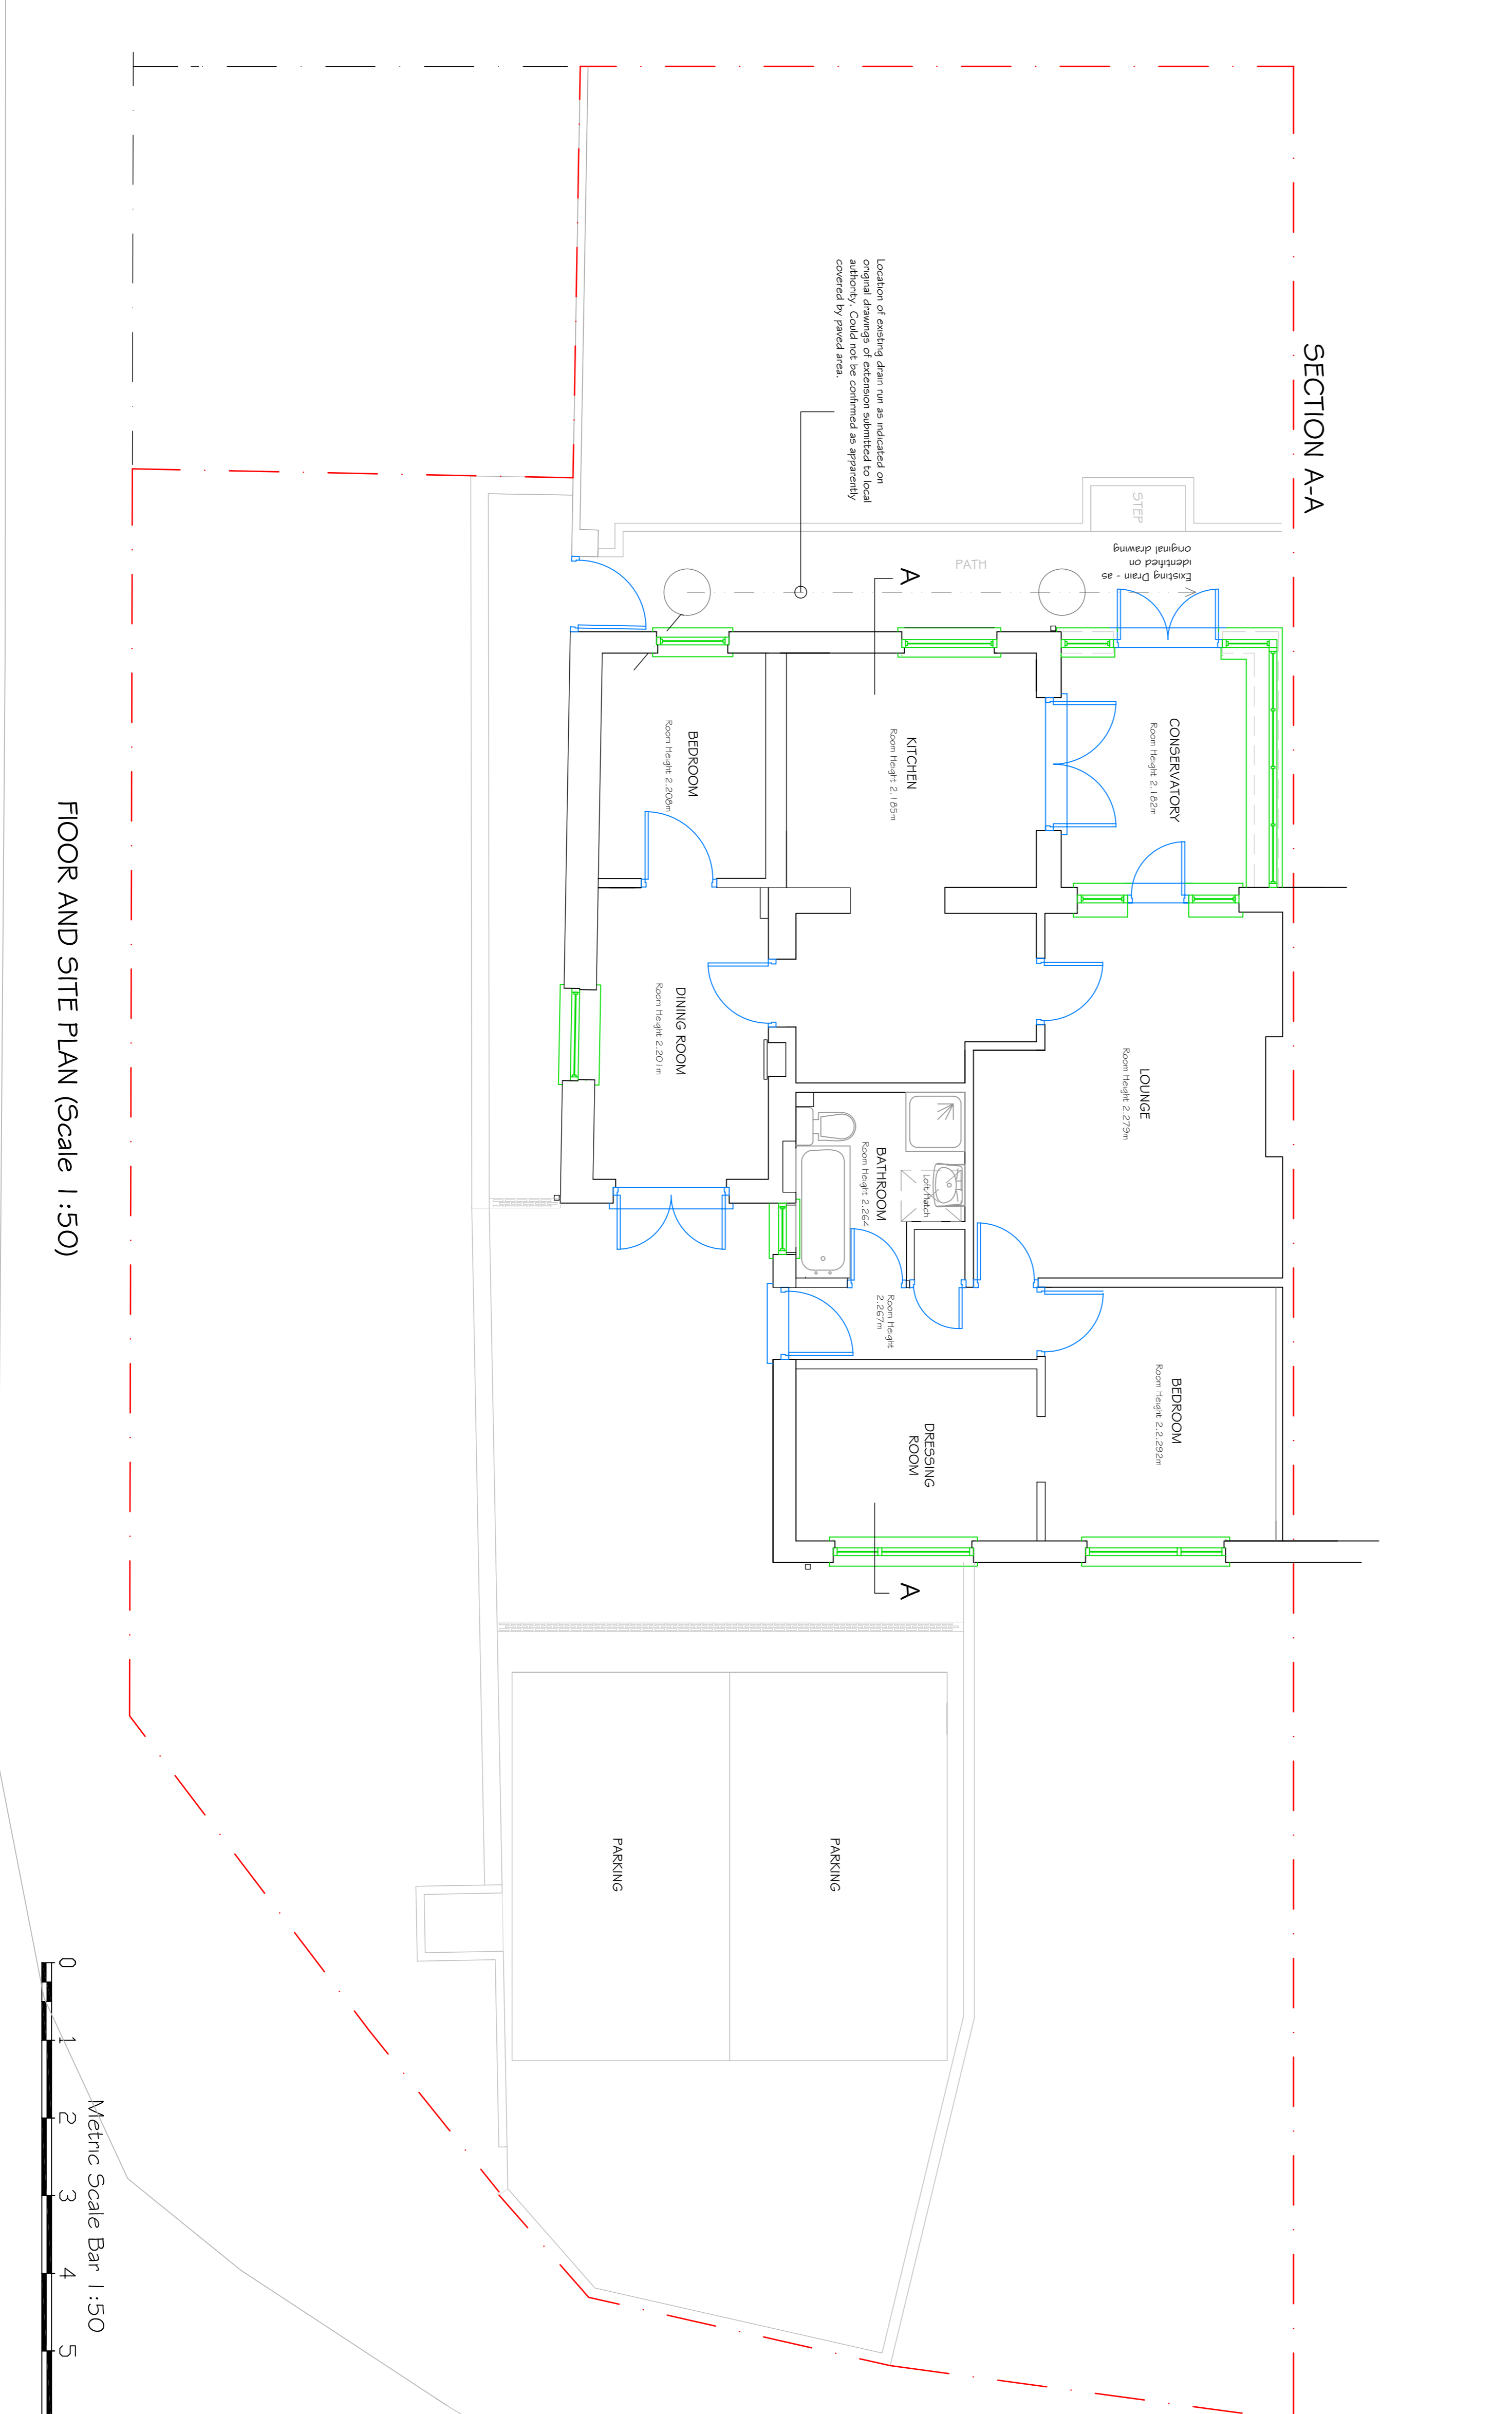 SECTION A-A
STEP
Existing Drain - as
identified on
original drawing
PATH
Location of existing drain run as indicated on
original drawings of extension submitted to local
authority. Could not be confirmed as apparently
covered by paved area.
A
CONSERVATORY
Room Height 2.182m
KITCHEN
Room Height 2.185m
BEDROOM
Room Height 2.208m
LOUNGE
Room Height 2.279m
DINING ROOM
Room Height 2.201m
BATHROOM
Room Height 2.264
Loft Hatch
Room Height
2.267m
BEDROOM
Room Height 2.2.292m
DRESSING
ROOM
A
PARKING
PARKING
FlOOR AND SITE PLAN (Scale 1:50)
Metric Scale Bar 1:50
0 1 2 3 4 5